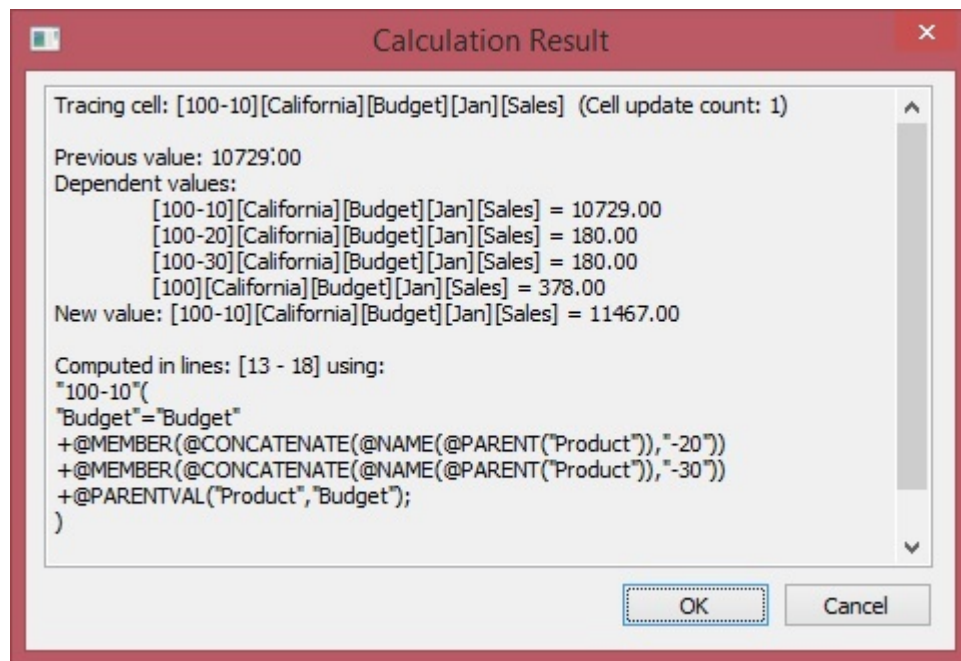 Calculation Result
Tracing cell: [100-10][California][Budget][Jan][Sales] (Cell update count: 1)
Previous value: 10729.00
Dependent values:
[100-10][California][Budget][Jan][Sales] = 10729.00
[100-20][California][Budget][Jan][Sales] = 180.00
[100-30][California][Budget][Jan][Sales] = 180.00
[100][California][Budget][Jan][Sales] = 378.00
New value: [100-10][California][Budget][Jan][Sales] = 11467.00
Computed in lines: [13 - 18] using:
"100-10"(
"Budget"="Budget"
+@MEMBER(@CONCATENATE(@NAME(@PARENT("Product")),"-20"))
+@MEMBER(@CONCATENATE(@NAME(@PARENT("Product")),"-30"))
+@PARENTVAL("Product","Budget");
)
OK Cancel